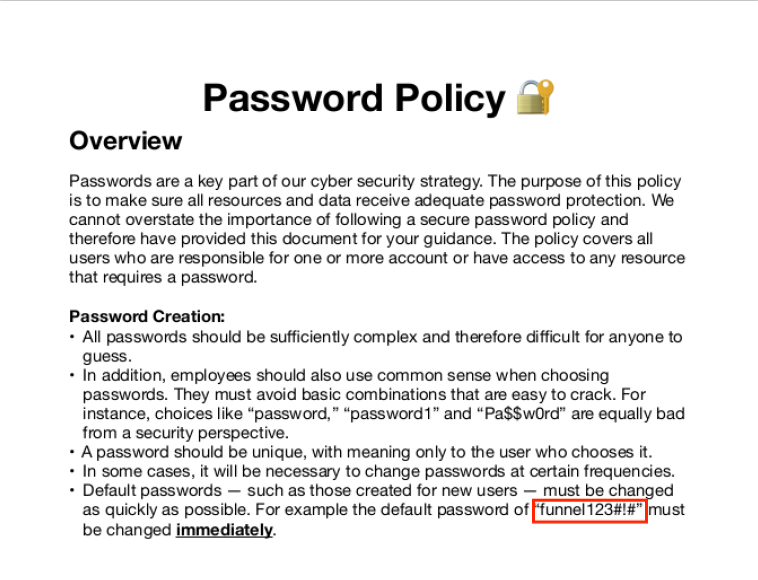 Password Policy 🔐
Overview
Passwords are a key part of our cyber security strategy. The purpose of this policy
is to make sure all resources and data receive adequate password protection. We
cannot overstate the importance of following a secure password policy and
therefore have provided this document for your guidance. The policy covers all
users who are responsible for one or more account or have access to any resource
that requires a password.
Password Creation:
• All passwords should be sufficiently complex and therefore difficult for anyone to
guess.
• In addition, employees should also use common sense when choosing
passwords. They must avoid basic combinations that are easy to crack. For
instance, choices like “password,” “password1” and “Pa$$w0rd” are equally bad
from a security perspective.
• A password should be unique, with meaning only to the user who chooses it.
• In some cases, it will be necessary to change passwords at certain frequencies.
• Default passwords — such as those created for new users — must be changed
as quickly as possible. For example the default password of “funnel123#!#” must
be changed immediately.